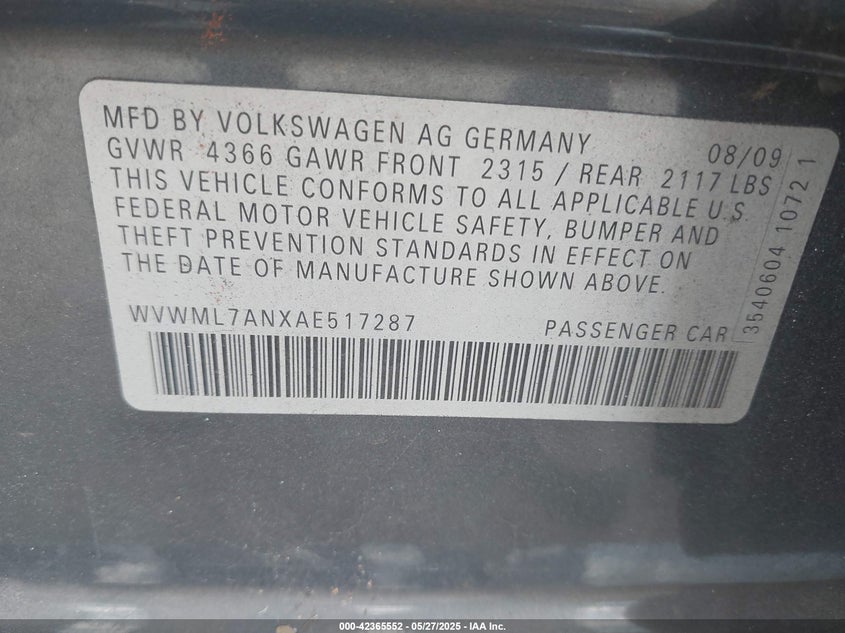 MFD BY VOLKSWAGEN AG GERMANY 08/09
GVWR 4366 GAWR FRONT 2315 / REAR 2117 LBS
THIS VEHICLE CONFORMS TO ALL APPLICABLE U.S.
FEDERAL MOTOR VEHICLE SAFETY, BUMPER AND
THEFT PREVENTION STANDARDS IN EFFECT ON
THE DATE OF MANUFACTURE SHOWN ABOVE.
WVWML7ANXAE517287 PASSENGER CAR
3540604 1072 1
000-42365552 — 05/27/2025 — IAA Inc.